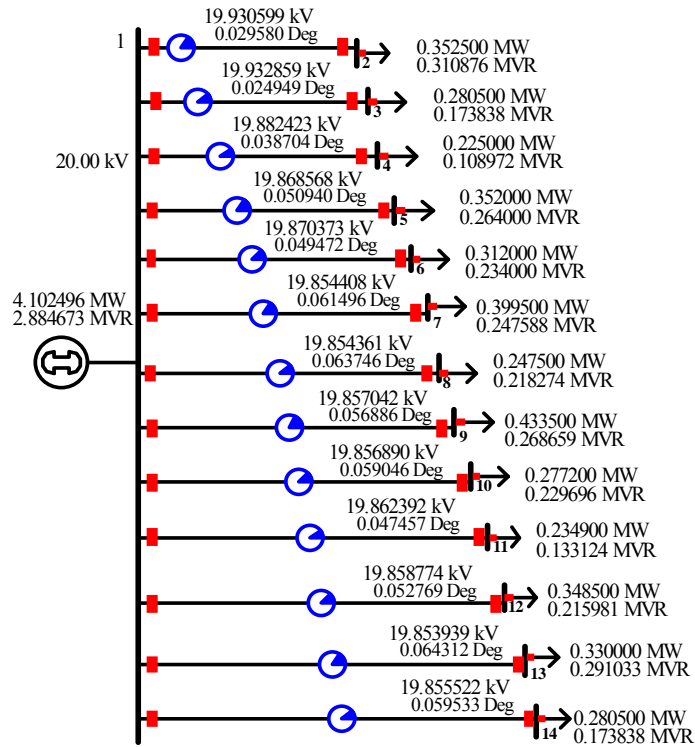 1
19.930599 kV
0.029580 Deg
2
0.352500 MW
0.310876 MVR
19.932859 kV
0.024949 Deg
3
0.280500 MW
0.173838 MVR
20.00 kV
19.882423 kV
0.038704 Deg
4
0.225000 MW
0.108972 MVR
19.868568 kV
0.050940 Deg
5
0.352000 MW
0.264000 MVR
19.870373 kV
0.049472 Deg
6
0.312000 MW
0.234000 MVR
4.102496 MW
2.884673 MVR
19.854408 kV
0.061496 Deg
7
0.399500 MW
0.247588 MVR
19.854361 kV
0.063746 Deg
8
0.247500 MW
0.218274 MVR
19.857042 kV
0.056886 Deg
9
0.433500 MW
0.268659 MVR
19.856890 kV
0.059046 Deg
10
0.277200 MW
0.229696 MVR
19.862392 kV
0.047457 Deg
11
0.234900 MW
0.133124 MVR
19.858774 kV
0.052769 Deg
12
0.348500 MW
0.215981 MVR
19.853939 kV
0.064312 Deg
13
0.330000 MW
0.291033 MVR
19.855522 kV
0.059533 Deg
14
0.280500 MW
0.173838 MVR